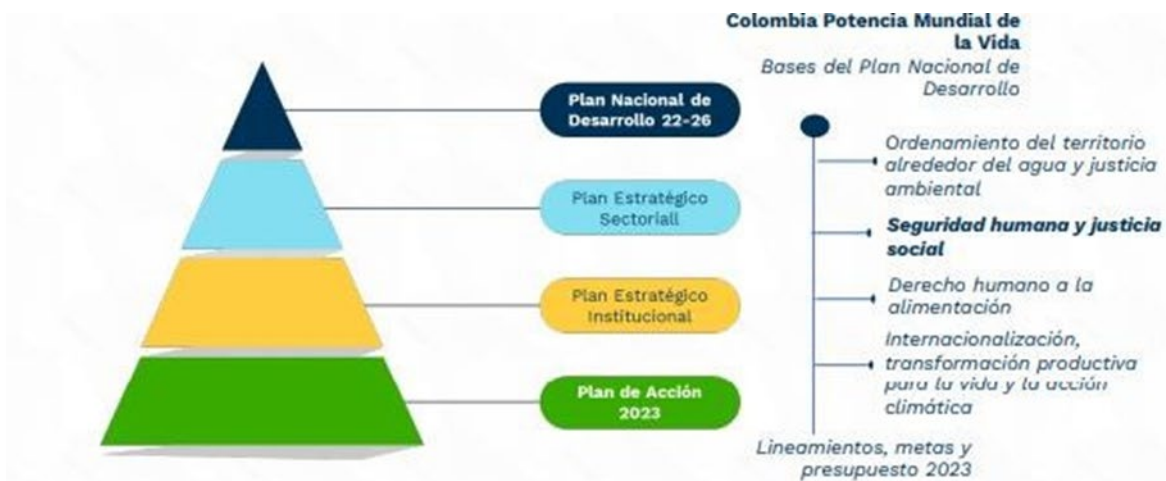 Plan Nacional de
Desarrollo 22-26
Plan Estratégico
Sectoriall
Plan Estratégico
Institucional
Plan de Acción
2023
Colombia Potencia Mundial de
la Vida
Bases del Plan Nacional de
Desarrollo
Ordenamiento del territorio
alrededor del agua y justicia
ambiental
Seguridad humana y justicia
social
Derecho humano a la
alimentación
Internacionalización,
transformación productiva
para la vida y la acción
climática
Lineamientos, metas y
presupuesto 2023